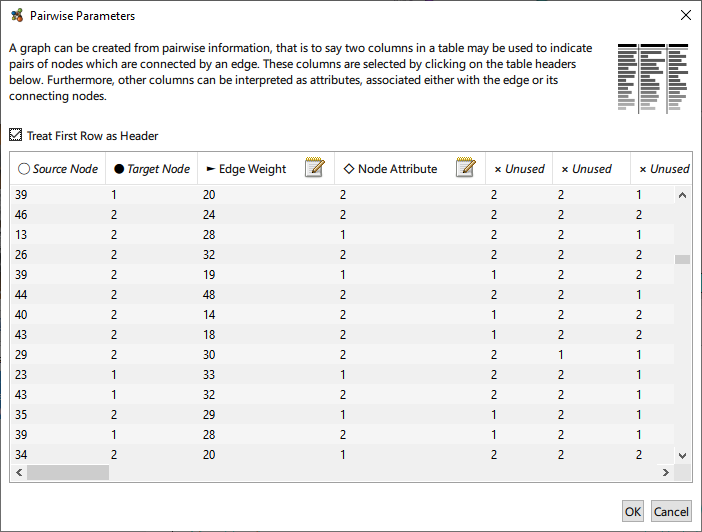 Pairwise Parameters
A graph can be created from pairwise information, that is to say two columns in a table may be used to indicate
pairs of nodes which are connected by an edge. These columns are selected by clicking on the table headers
below. Furthermore, other columns can be interpreted as attributes, associated either with the edge or its
connecting nodes.
Treat First Row as Header
Source Node Target Node Edge Weight Node Attribute × Unused × Unused × Unused
39 1 20 2 2 2 1
46 2 24 2 2 2 2
13 2 28 1 2 2 1
26 2 32 2 2 2 2
39 2 19 1 1 2 2
44 2 48 2 2 2 1
40 2 14 2 1 2 2
43 2 18 2 1 2 2
29 2 30 2 2 1 1
23 1 33 1 2 2 1
43 1 32 2 2 2 1
35 2 29 1 1 2 1
39 1 28 2 1 2 1
34 2 20 1 2 2 2
OK Cancel